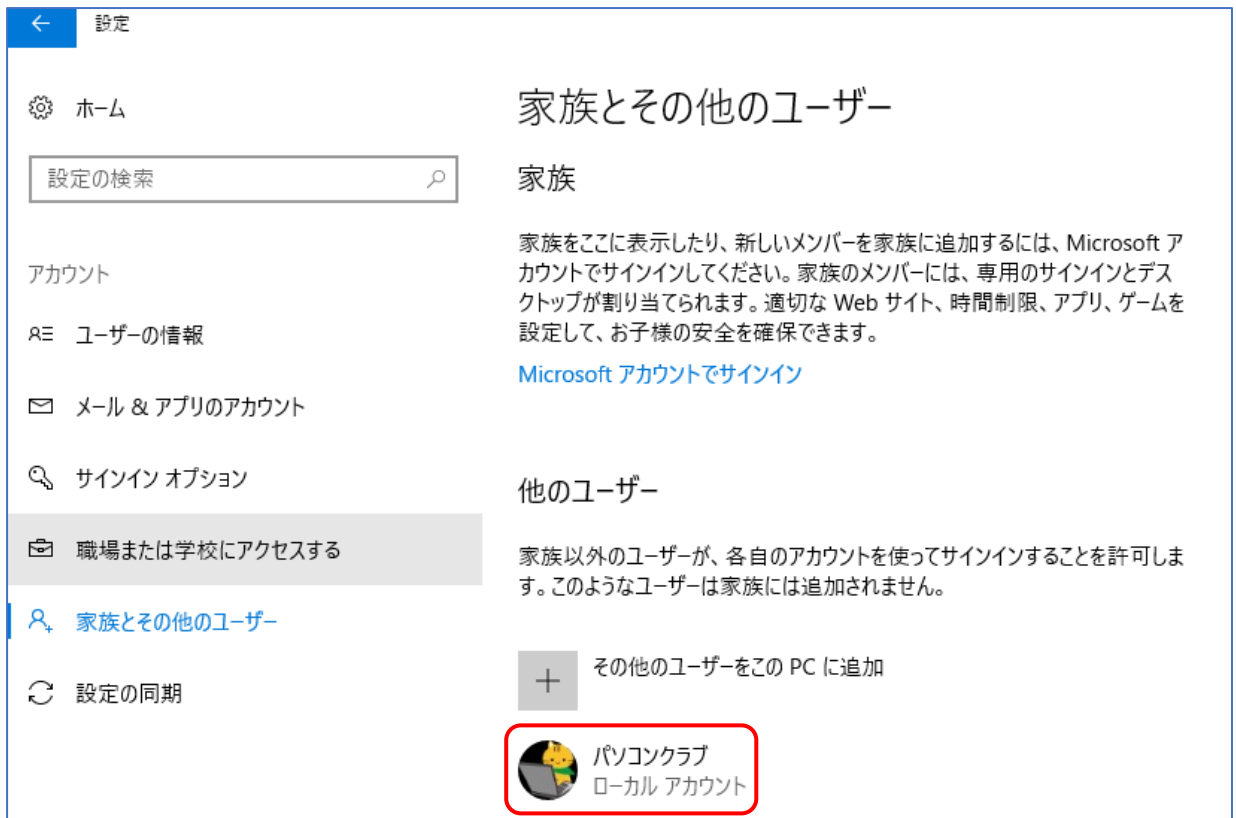 設定
ホーム
設定の検索
アカウント
ユーザーの情報
メール & アプリのアカウント
サインイン オプション
職場または学校にアクセスする
家族とその他のユーザー
設定の同期
家族とその他のユーザー
家族
家族をここに表示したり、新しいメンバーを家族に追加するには、Microsoft ア
カウントでサインインしてください。家族のメンバーには、専用のサインインとデス
クトップが割り当てられます。適切な Web サイト、時間制限、アプリ、ゲームを
設定して、お子様の安全を確保できます。
Microsoft アカウントでサインイン
他のユーザー
家族以外のユーザーが、各自のアカウントを使ってサインインすることを許可しま
す。このようなユーザーは家族には追加されません。
その他のユーザーをこの PC に追加
パソコンクラブ
ローカル アカウント